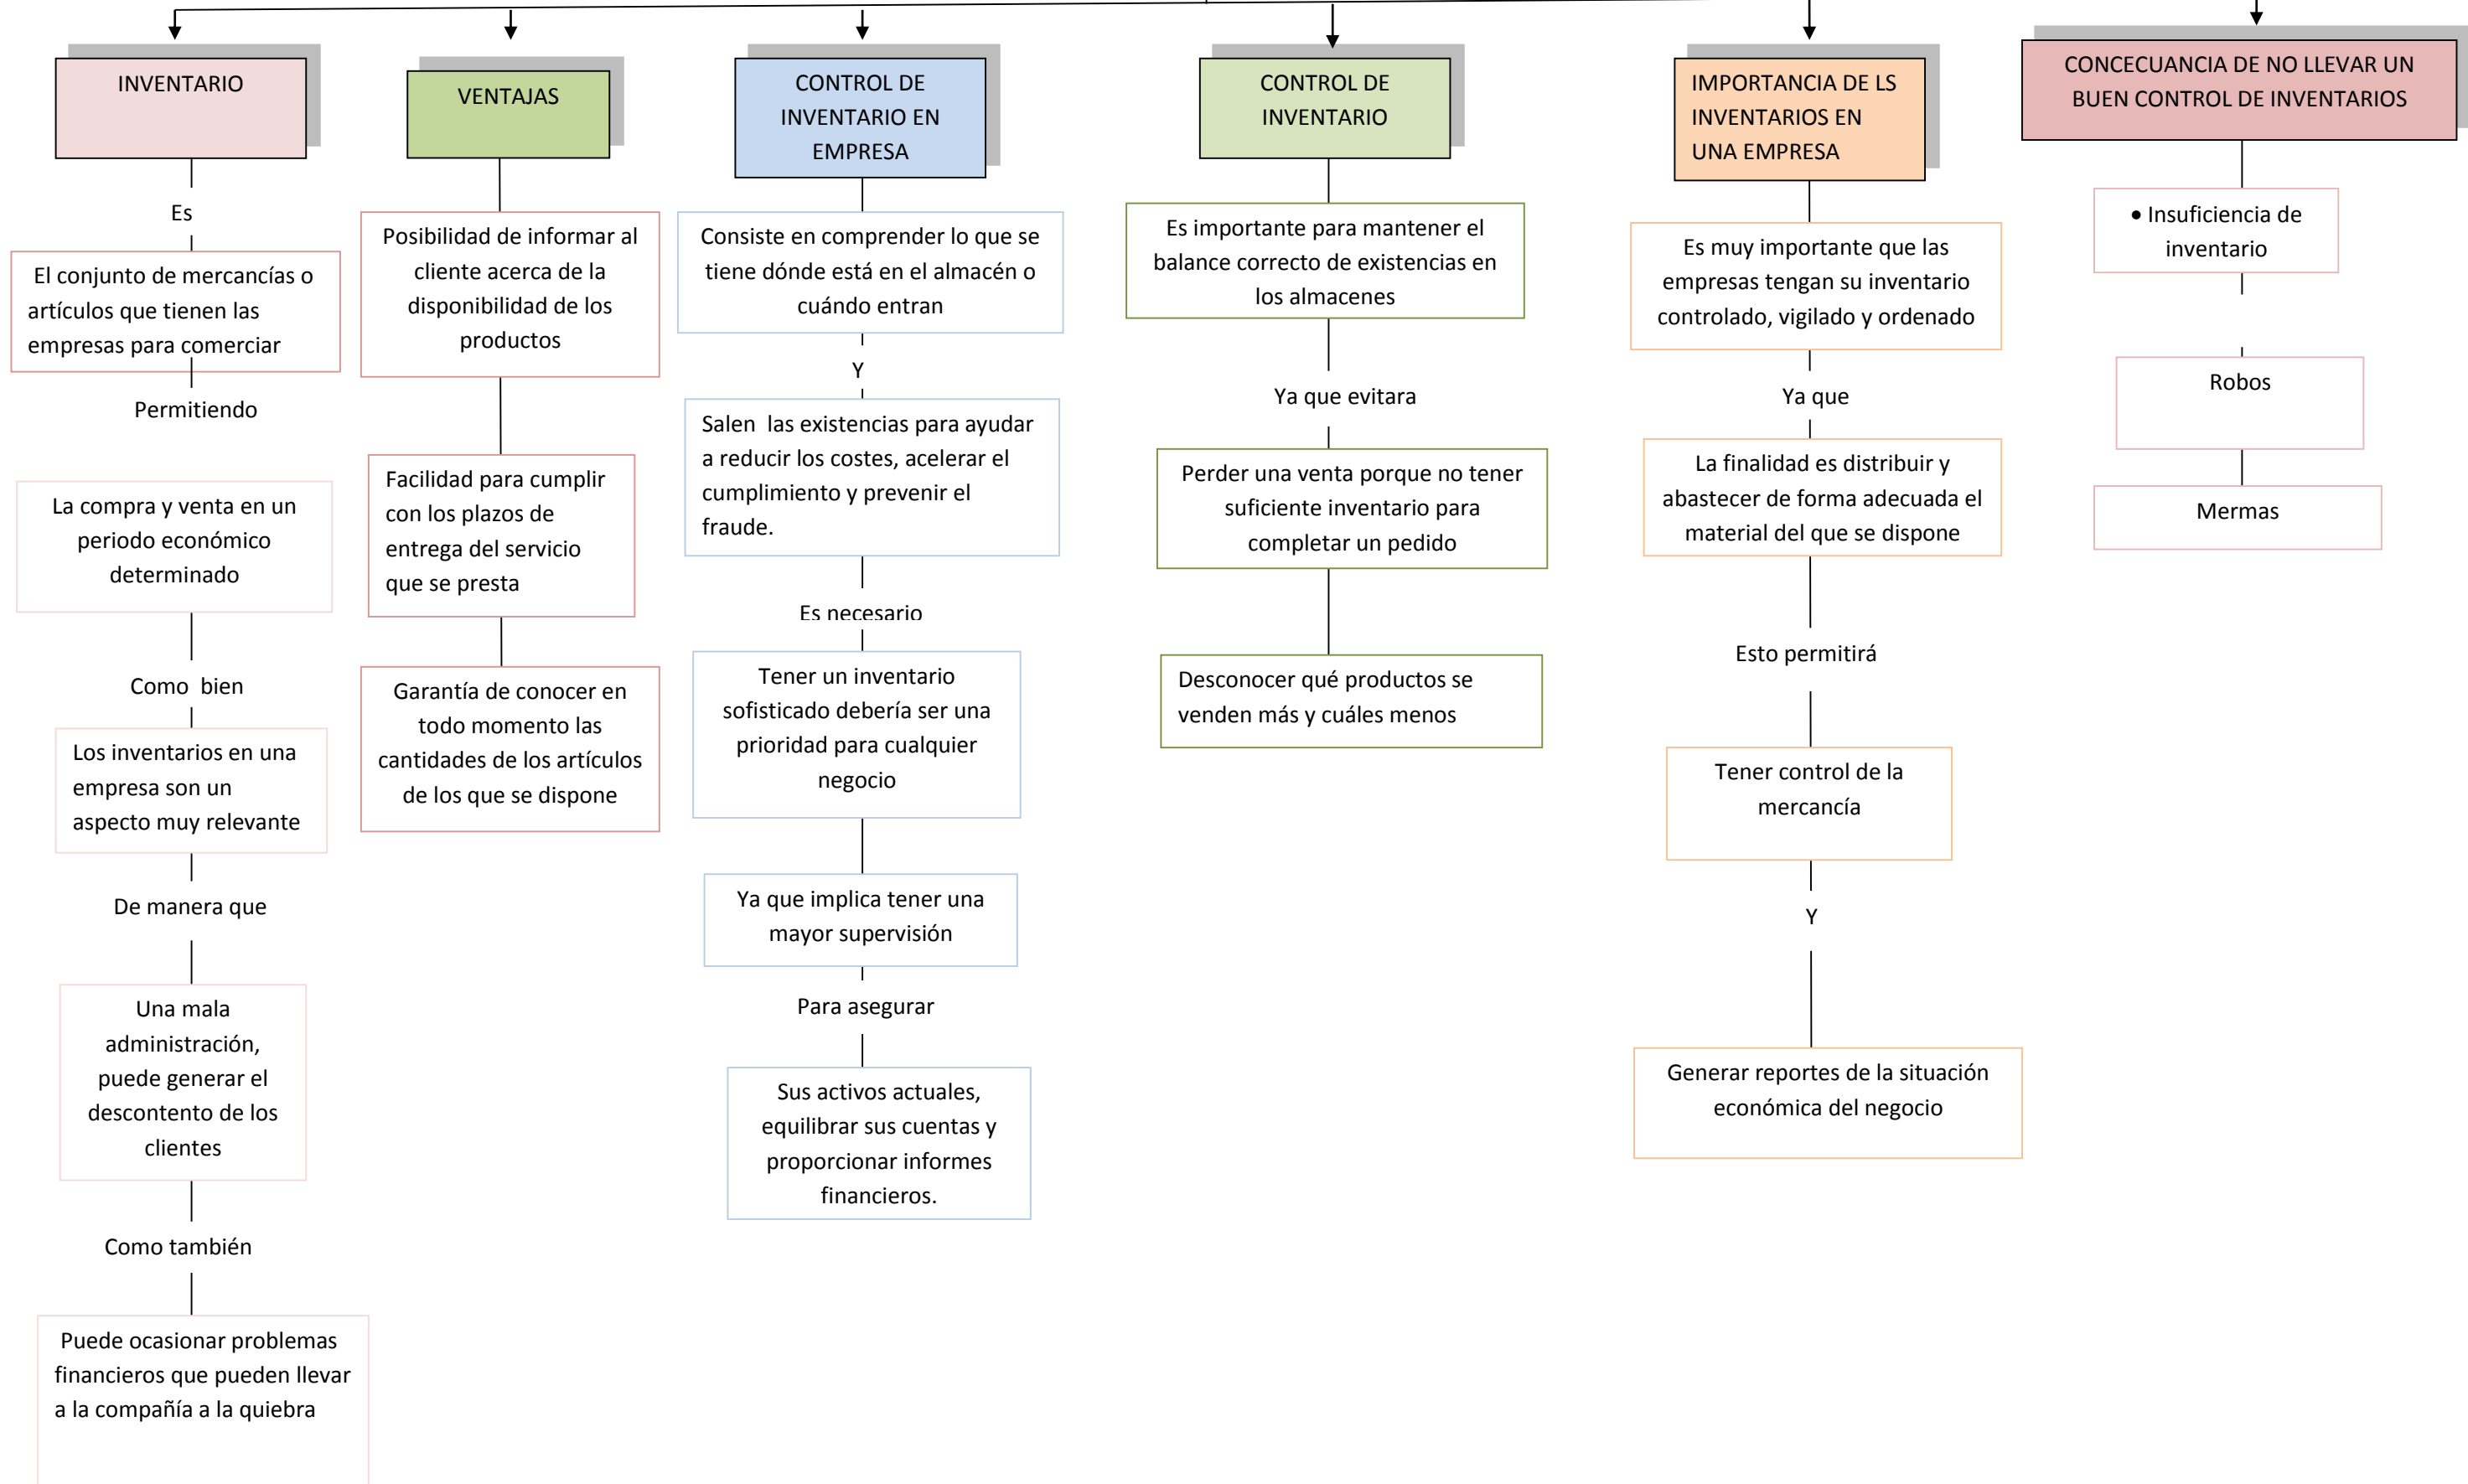 INVENTARIO
Es
El conjunto de mercancías o
artículos que tienen las
empresas para comerciar
Permitiendo
La compra y venta en un
periodo económico
determinado
Como  bien
Los inventarios en una
empresa son un
aspecto muy relevante
De manera que
Una mala
administración,
puede generar el
descontento de los
clientes
Como también
Puede ocasionar problemas
financieros que pueden llevar
a la compañía a la quiebra
VENTAJAS
Posibilidad de informar al
cliente acerca de la
disponibilidad de los
productos
Facilidad para cumplir
con los plazos de
entrega del servicio
que se presta
Garantía de conocer en
todo momento las
cantidades de los artículos
de los que se dispone
CONTROL DE
INVENTARIO EN
EMPRESA
Consiste en comprender lo que se
tiene dónde está en el almacén o
cuándo entran
Y
Salen  las existencias para ayudar
a reducir los costes, acelerar el
cumplimiento y prevenir el
fraude.
Es necesario
Tener un inventario
sofisticado debería ser una
prioridad para cualquier
negocio
Ya que implica tener una
mayor supervisión
Para asegurar
Sus activos actuales,
equilibrar sus cuentas y
proporcionar informes
financieros.
CONTROL DE
INVENTARIO
Es importante para mantener el
balance correcto de existencias en
los almacenes
Ya que evitara
Perder una venta porque no tener
suficiente inventario para
completar un pedido
Desconocer qué productos se
venden más y cuáles menos
IMPORTANCIA DE LS
INVENTARIOS EN
UNA EMPRESA
Es muy importante que las
empresas tengan su inventario
controlado, vigilado y ordenado
Ya que
La finalidad es distribuir y
abastecer de forma adecuada el
material del que se dispone
Esto permitirá
Tener control de la
mercancía
Y
Generar reportes de la situación
económica del negocio
CONCECUANCIA DE NO LLEVAR UN
BUEN CONTROL DE INVENTARIOS
• Insuficiencia de
inventario
Robos
Mermas